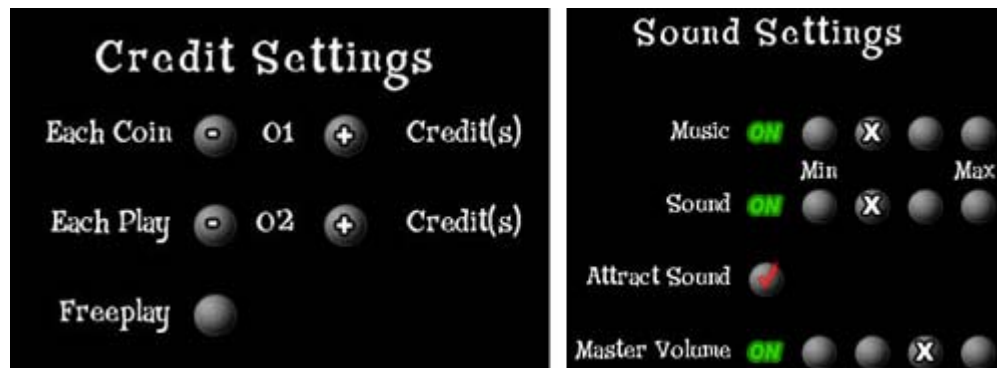 Credit Settings
Each Coin - 01 + Credit(s)
Each Play - 02 + Credit(s)
Freeplay
Sound Settings
Music ON X
Min Max
Sound ON X
Attract Sound
Master Volume ON X